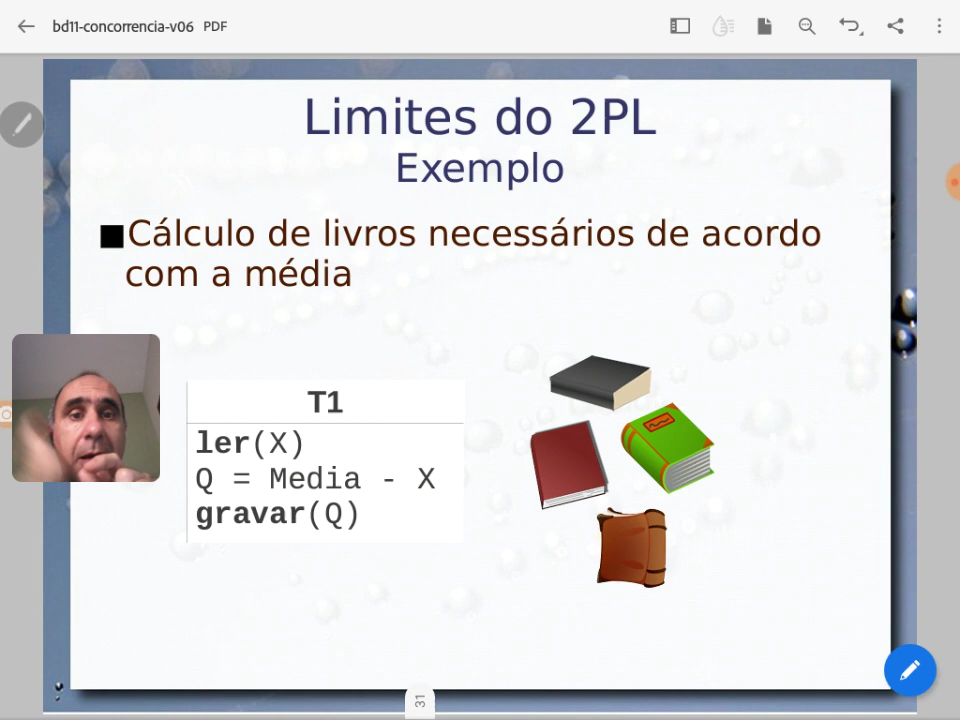 bd11-concorrencia-v06 PDF
Limites do 2PL
Exemplo
Cálculo de livros necessários de acordo
com a média
T1
ler(X)
Q = Media - X
gravar(Q)
31